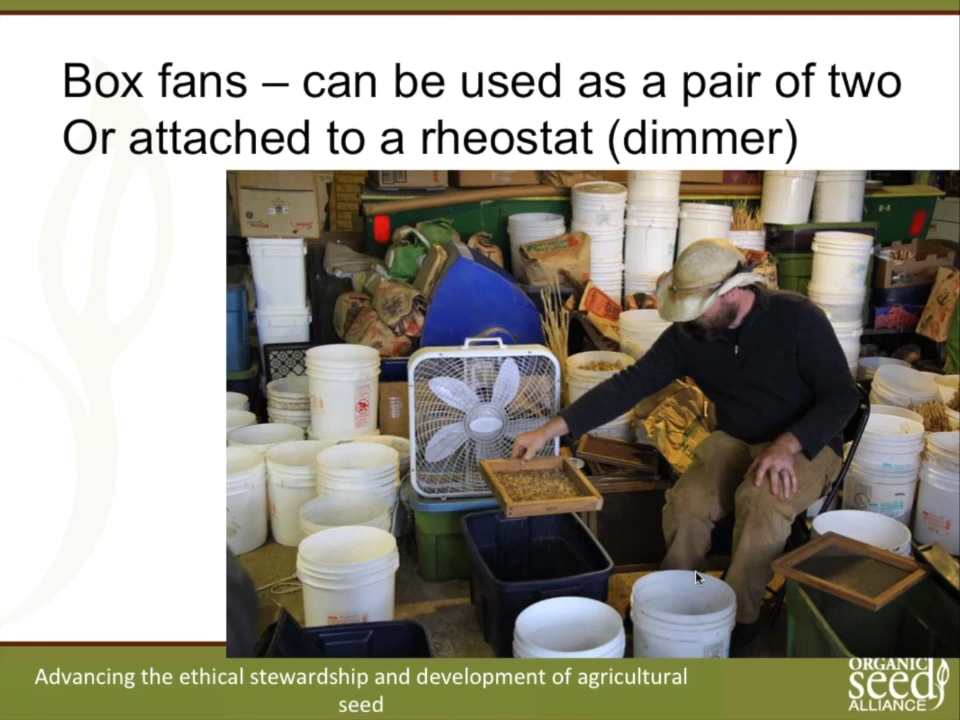 Box fans – can be used as a pair of two
Or attached to a rheostat (dimmer)
Advancing the ethical stewardship and development of agricultural
seed
ORGANIC
seed
ALLIANCE